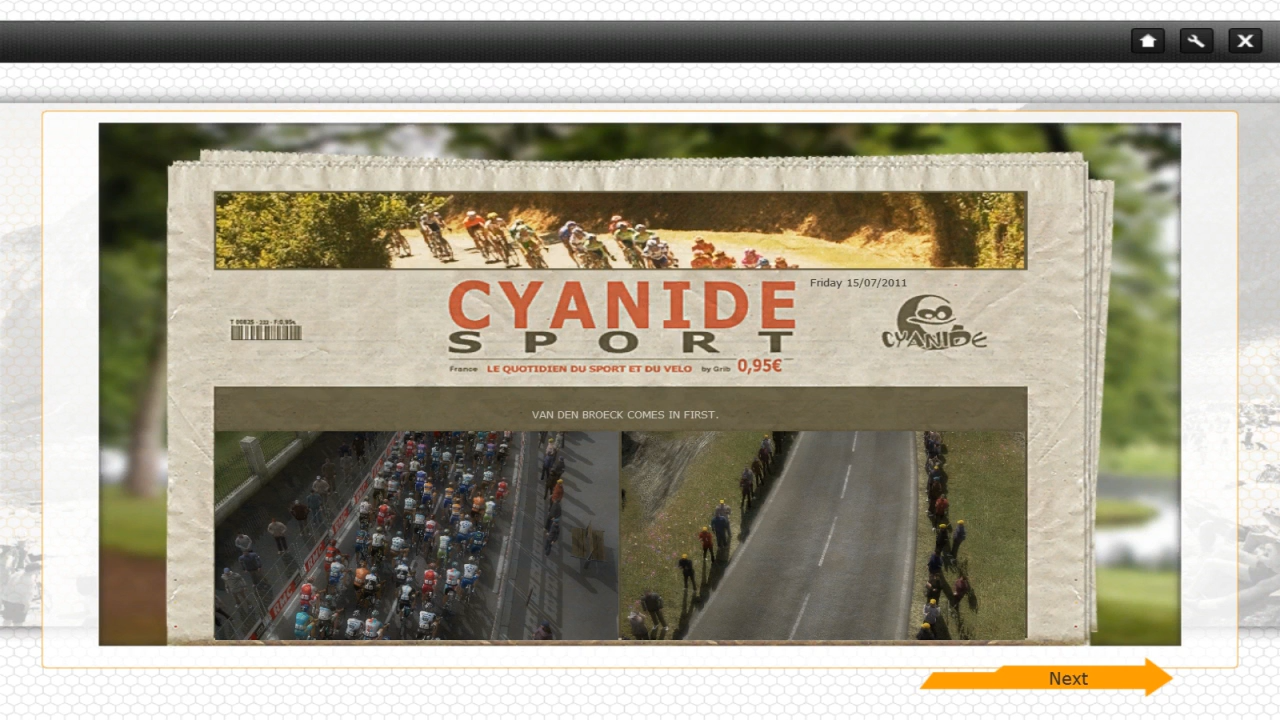 Friday 15/07/2011
CYANIDE
SPORT
CYANIDE
France LE QUOTIDIEN DU SPORT ET DU VELO by Grib 0,95€
VAN DEN BROECK COMES IN FIRST.
RMC
Next